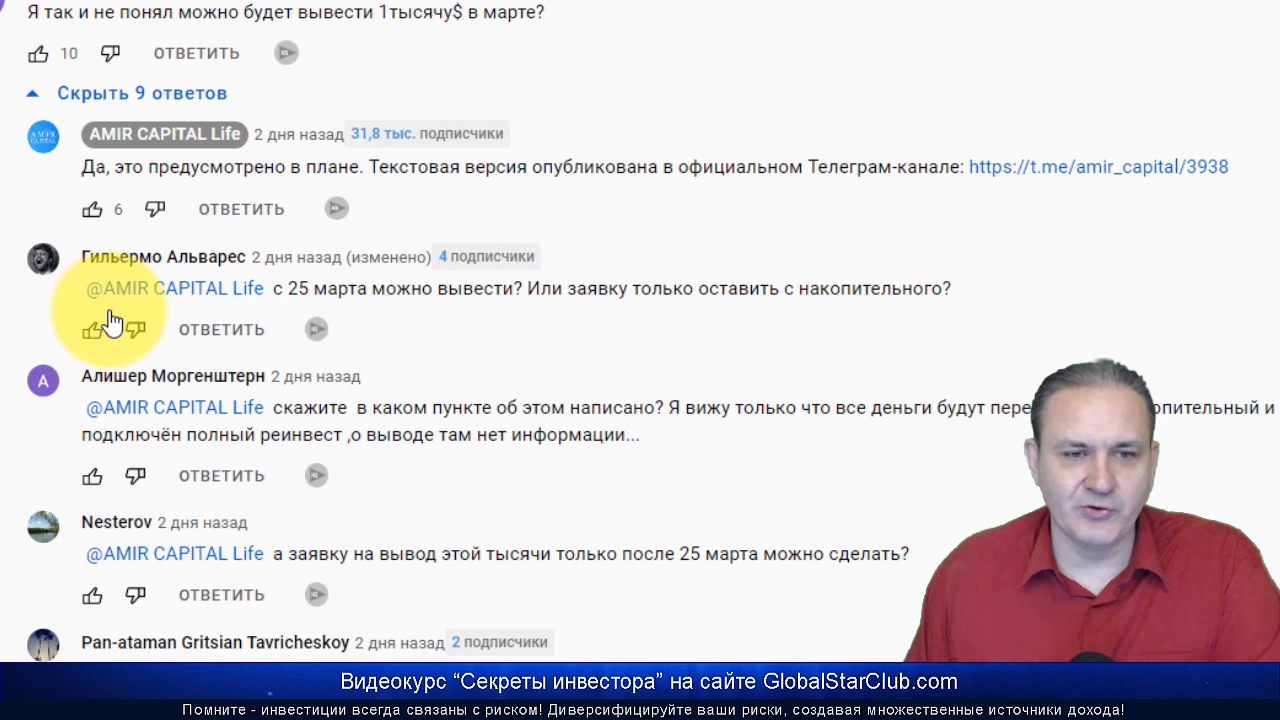 Я так и не понял можно будет вывести 1тысячу$ в марте?
10 ОТВЕТИТЬ
Скрыть 9 ответов
AMIR CAPITAL Life 2 дня назад 31,8 тыс. подписчики
Да, это предусмотрено в плане. Текстовая версия опубликована в официальном Телеграм-канале: https://t.me/amir_capital/3938
6 ОТВЕТИТЬ
Гильермо Альварес 2 дня назад (изменено) 4 подписчики
@AMIR CAPITAL Life с 25 марта можно вывести? Или заявку только оставить с накопительного?
ОТВЕТИТЬ
А
Алишер Моргенштерн 2 дня назад
@AMIR CAPITAL Life скажите в каком пункте об этом написано? Я вижу только что все деньги будут пере опительный и
подключён полный реинвест ,о выводе там нет информации...
ОТВЕТИТЬ
Nesterov 2 дня назад
@AMIR CAPITAL Life а заявку на вывод этой тысячи только после 25 марта можно сделать?
ОТВЕТИТЬ
Pan-ataman Gritsian Tavricheskoy 2 дня назад 2 подписчики
Видеокурс “Секреты инвестора” на сайте GlobalStarClub.com
Помните - инвестиции всегда связаны с риском! Диверсифицируйте ваши риски, создавая множественные источники дохода!